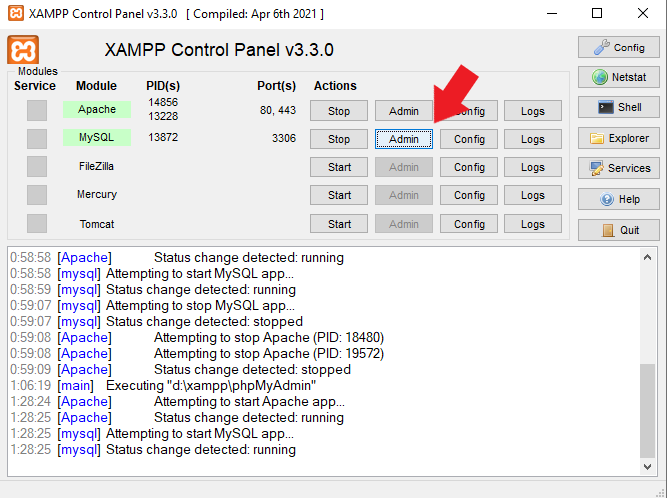 XAMPP Control Panel v3.3.0 [ Compiled: Apr 6th 2021 ]
XAMPP Control Panel v3.3.0
Config
Modules
Service Module PID(s) Port(s) Actions
Netstat
Apache 14856 13228 80, 443 Stop Admin Config Logs
Shell
MySQL 13872 3306 Stop Admin Config Logs
Explorer
FileZilla Start Admin Config Logs
Services
Mercury Start Admin Config Logs
Help
Tomcat Start Admin Config Logs
Quit
0:58:58 [Apache] Status change detected: running
0:58:58 [mysql] Attempting to start MySQL app...
0:58:59 [mysql] Status change detected: running
0:59:07 [mysql] Attempting to stop MySQL app...
0:59:07 [mysql] Status change detected: stopped
0:59:08 [Apache] Attempting to stop Apache (PID: 18480)
0:59:08 [Apache] Attempting to stop Apache (PID: 19572)
0:59:09 [Apache] Status change detected: stopped
1:06:19 [main] Executing "d:\xampp\phpMyAdmin"
1:28:24 [Apache] Attempting to start Apache app...
1:28:25 [Apache] Status change detected: running
1:28:25 [mysql] Attempting to start MySQL app...
1:28:25 [mysql] Status change detected: running